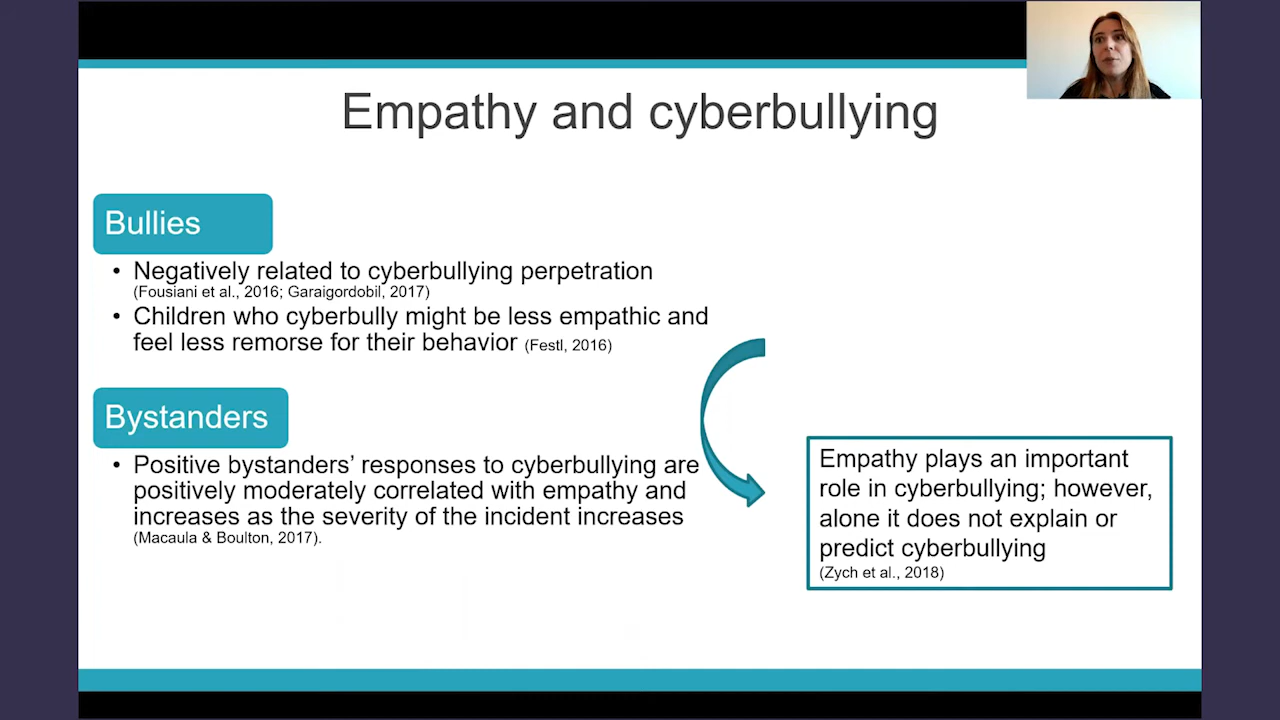 Empathy and cyberbullying
Bullies
• Negatively related to cyberbullying perpetration
(Fousiani et al., 2016; Garaigordobil, 2017)
• Children who cyberbully might be less empathic and
feel less remorse for their behavior (Festl, 2016)
Bystanders
• Positive bystanders’ responses to cyberbullying are
positively moderately correlated with empathy and
increases as the severity of the incident increases
(Macaula & Boulton, 2017).
Empathy plays an important
role in cyberbullying; however,
alone it does not explain or
predict cyberbullying
(Zych et al., 2018)